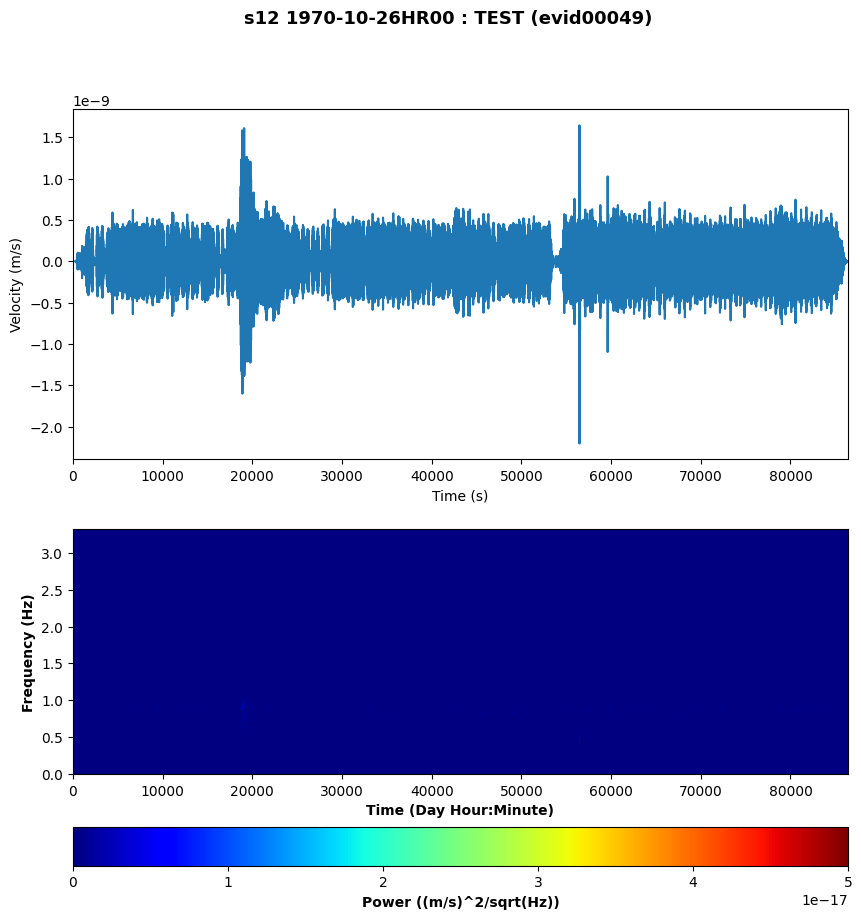 s12 1970-10-26HR00 : TEST (evid00049)
1e−9
1.5
1.0
0.5
0.0
−0.5
−1.0
−1.5
−2.0
Velocity (m/s)
0 10000 20000 30000 40000 50000 60000 70000 80000
Time (s)
3.0
2.5
2.0
1.5
1.0
0.5
0.0
Frequency (Hz)
0 10000 20000 30000 40000 50000 60000 70000 80000
Time (Day Hour:Minute)
0 1 2 3 4 5
1e−17
Power ((m/s)^2/sqrt(Hz))